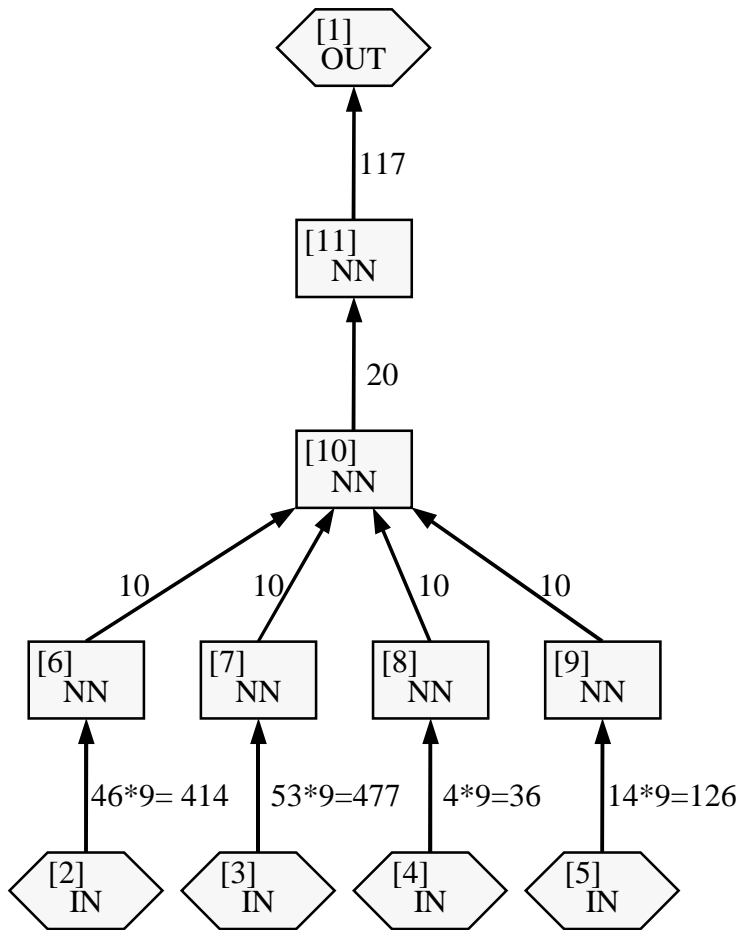 [1]
OUT
117
[11]
NN
20
[10]
NN
10 10 10 10
[6] [7] [8] [9]
NN NN NN NN
46*9= 414 53*9=477 4*9=36 14*9=126
[2] [3] [4] [5]
IN IN IN IN